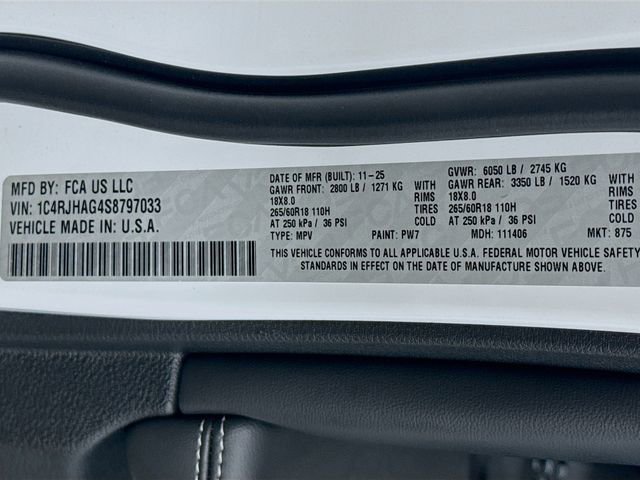 MFD BY: FCA US LLC
VIN: 1C4RJHAG4S8797033
VEHICLE MADE IN: U.S.A.
DATE OF MFR (BUILT): 11-25
GAWR FRONT: 2800 LB / 1271 KG WITH
18X8.0 RIMS
265/60R18 110H TIRES
AT 250 kPa / 36 PSI COLD
TYPE: MPV PAINT: PW7
GVWR: 6050 LB / 2745 KG
GAWR REAR: 3350 LB / 1520 KG WITH
18X8.0 RIMS
265/60R18 110H TIRES
AT 250 kPa / 36 PSI COLD
MDH: 111406 MKT: 875
THIS VEHICLE CONFORMS TO ALL APPLICABLE U.S.A. FEDERAL MOTOR VEHICLE SAFETY
STANDARDS IN EFFECT ON THE DATE OF MANUFACTURE SHOWN ABOVE.